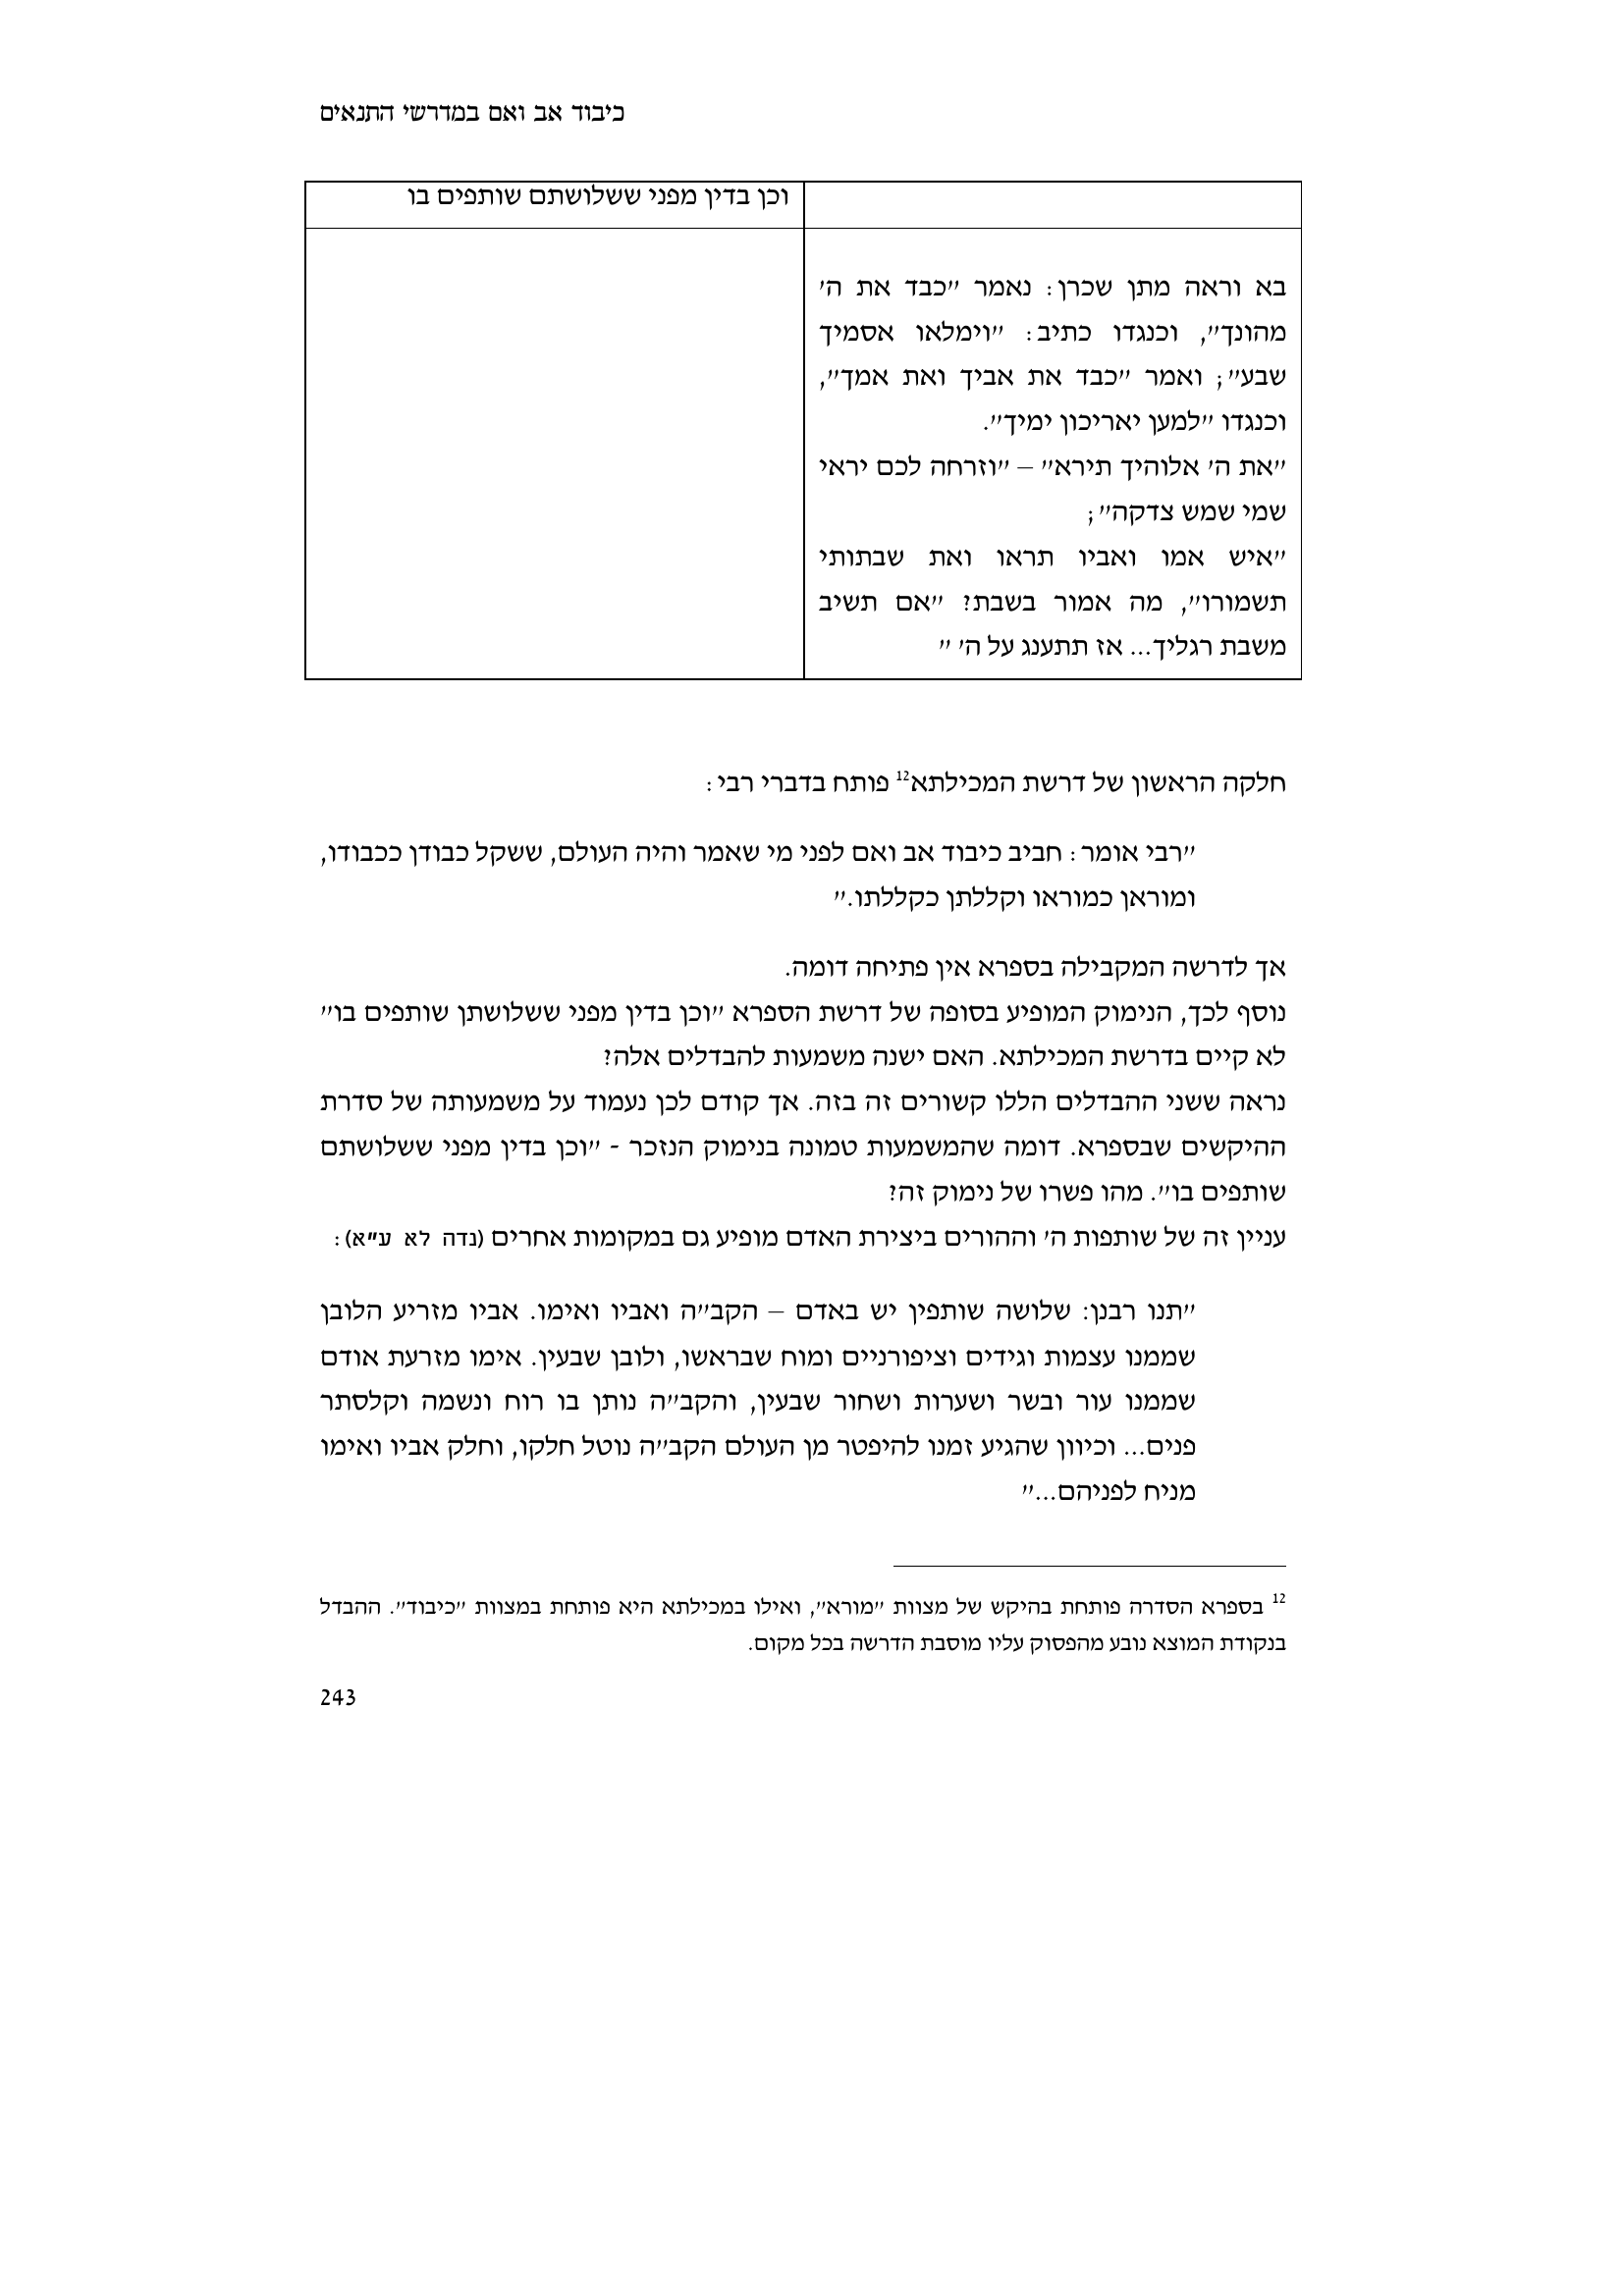 כיבוד אב ואם במדרשי התנאים
וכן בדין מפני ששלושתם שותפים בו
בא וראה מתן שכרן: נאמר "כבד את ה'
מהונך", וכנגדו כתיב: "וימלאו אסמיך
שבע"; ואמר "כבד את אביך ואת אמך",
וכנגדו "למען יאריכון ימיך".
"את ה' אלוהיך תירא" – "וזרחה לכם יראי
שמי שמש צדקה";
"איש אמו ואביו תראו ואת שבתותי
תשמורו", מה אמור בשבת? "אם תשיב
משבת רגליך... אז תתענג על ה' "
חלקה הראשון של דרשת המכילתא12 פותח בדברי רבי:
"רבי אומר: חביב כיבוד אב ואם לפני מי שאמר והיה העולם, ששקל כבודן ככבודו,
ומוראן כמוראו וקללתן כקללתו."
אך לדרשה המקבילה בספרא אין פתיחה דומה.
נוסף לכך, הנימוק המופיע בסופה של דרשת הספרא "וכן בדין מפני ששלושתן שותפים בו"
לא קיים בדרשת המכילתא. האם ישנה משמעות להבדלים אלה?
נראה ששני ההבדלים הללו קשורים זה בזה. אך קודם לכן נעמוד על משמעותה של סדרת
ההיקשים שבספרא. דומה שהמשמעות טמונה בנימוק הנזכר - "וכן בדין מפני ששלושתם
שותפים בו". מהו פשרו של נימוק זה?
עניין זה של שותפות ה' וההורים ביצירת האדם מופיע גם במקומות אחרים (נדה לא ע"א):
"תנו רבנן: שלושה שותפין יש באדם – הקב"ה ואביו ואימו. אביו מזריע הלובן
שממנו עצמות וגידים וציפורניים ומוח שבראשו, ולובן שבעין. אימו מזרעת אודם
שממנו עור ובשר ושערות ושחור שבעין, והקב"ה נותן בו רוח ונשמה וקלסתר
פנים... וכיוון שהגיע זמנו להיפטר מן העולם הקב"ה נוטל חלקו, וחלק אביו ואימו
מניח לפניהם..."
12 בספרא הסדרה פותחת בהיקש של מצוות "מורא", ואילו במכילתא היא פותחת במצוות "כיבוד". ההבדל
בנקודת המוצא נובע מהפסוק עליו מוסבת הדרשה בכל מקום.
243